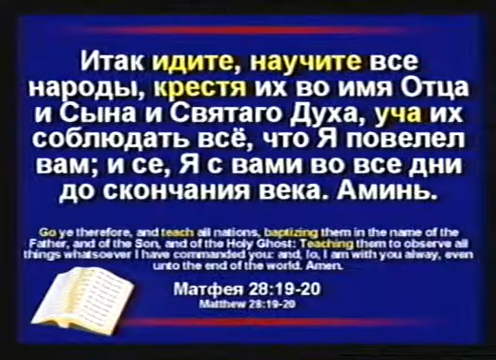 Итак идите, научите все
народы, крестя их во имя Отца
и Сына и Святаго Духа, уча их
соблюдать всё, что Я повелел
вам; и се, Я с вами во все дни
до скончания века. Аминь.
Go ye therefore, and teach all nations, baptizing them in the name of the
Father, and of the Son, and of the Holy Ghost: Teaching them to observe all
things whatsoever I have commanded you: and, lo, I am with you alway, even
unto the end of the world. Amen.
Матфея 28:19-20
Matthew 28:19-20